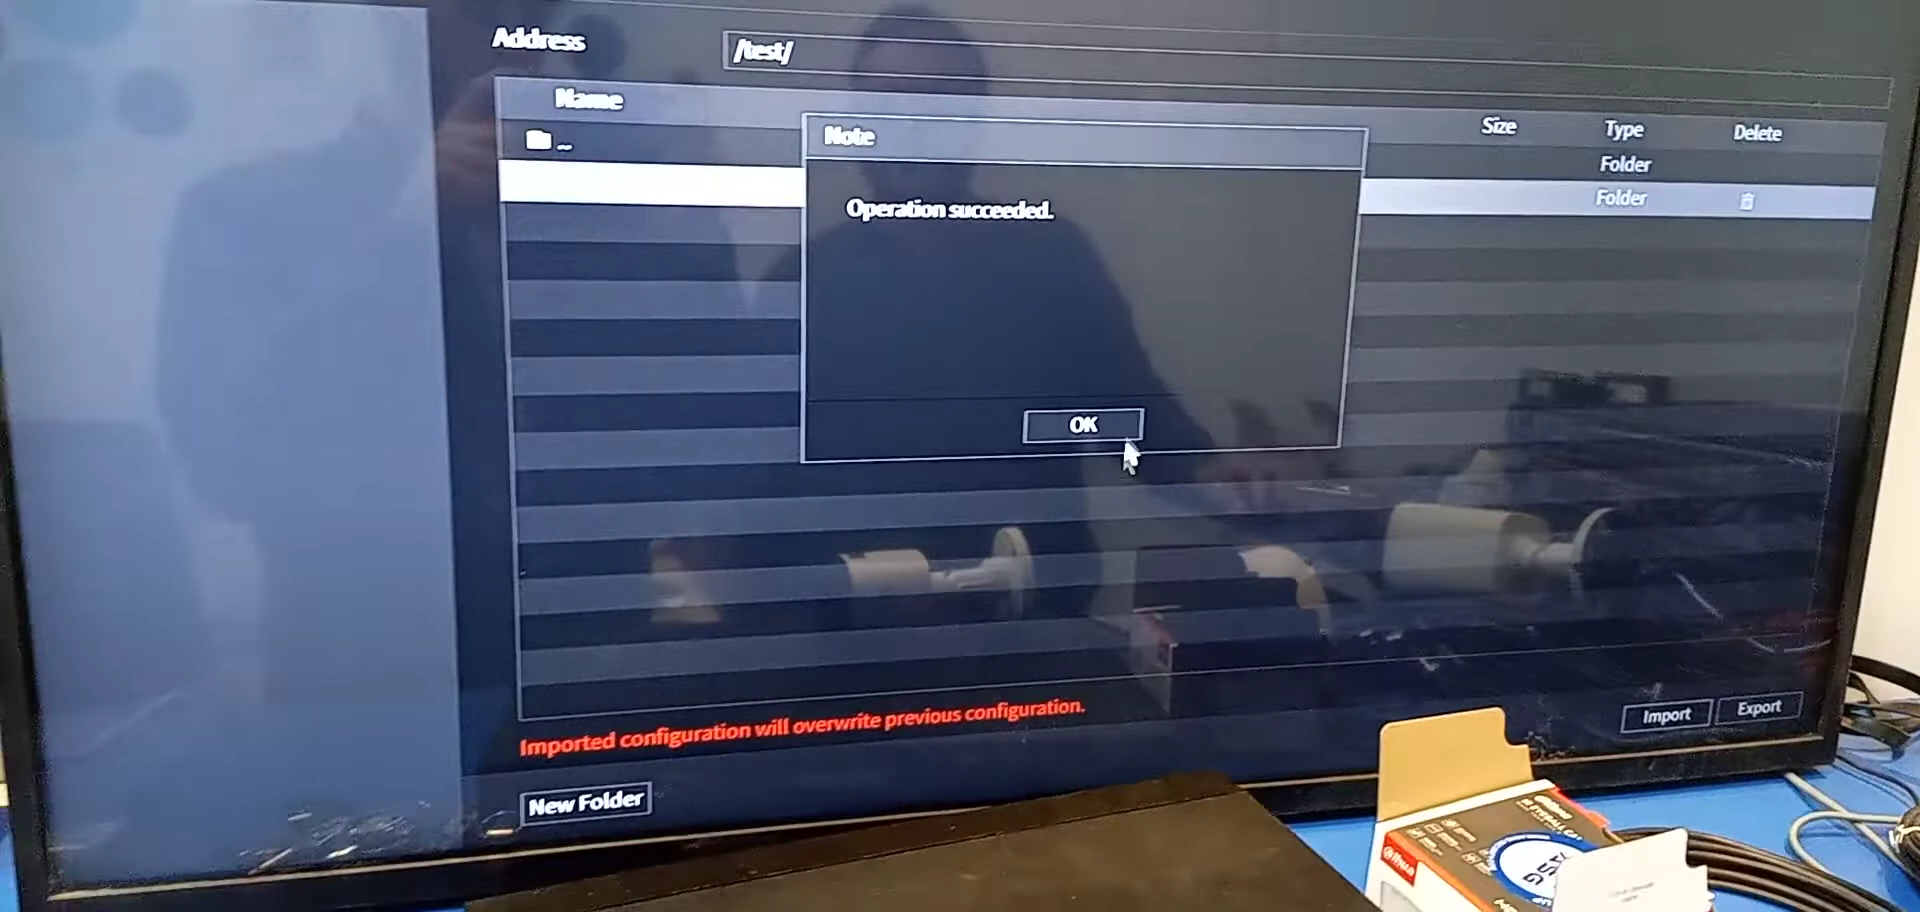 Address
/test/
Name
Size
Type
Delete
..
Folder
Folder
Note
Operation succeeded.
OK
Imported configuration will overwrite previous configuration.
Import
Export
New Folder